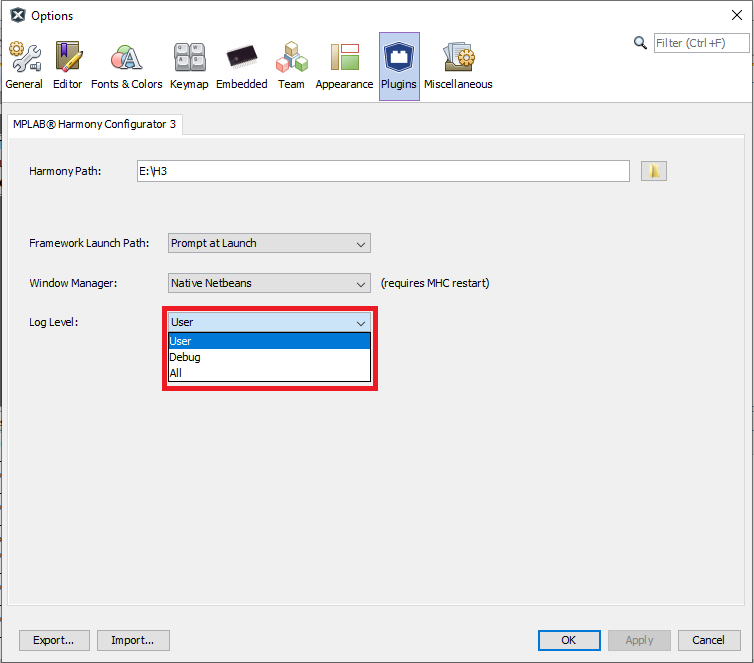 Options
Filter (Ctrl+F)
General Editor Fonts & Colors Keymap Embedded Team Appearance Plugins Miscellaneous
MPLAB® Harmony Configurator 3
Harmony Path: E:\H3
Framework Launch Path: Prompt at Launch
Window Manager: Native Netbeans (requires MHC restart)
Log Level: User
User
Debug
All
Export... Import... OK Apply Cancel